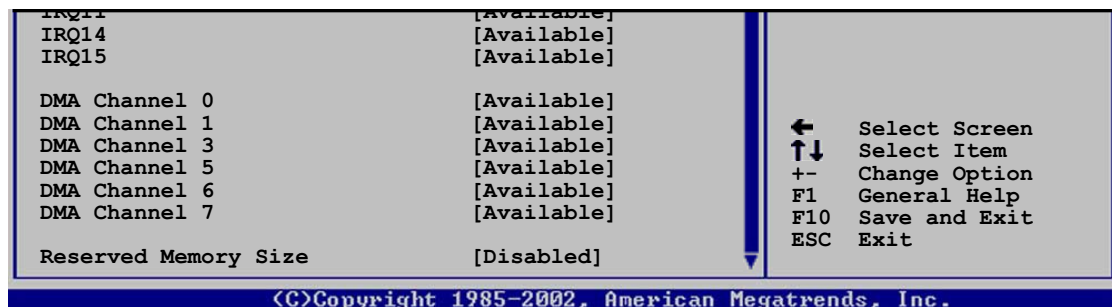 IRQ11 [Available]
IRQ14 [Available]
IRQ15 [Available]
DMA Channel 0 [Available]
DMA Channel 1 [Available]
DMA Channel 3 [Available]
DMA Channel 5 [Available]
DMA Channel 6 [Available]
DMA Channel 7 [Available]
Reserved Memory Size [Disabled]
← Select Screen
↑↓ Select Item
+- Change Option
F1 General Help
F10 Save and Exit
ESC Exit
(C)Copyright 1985-2002, American Megatrends, Inc.